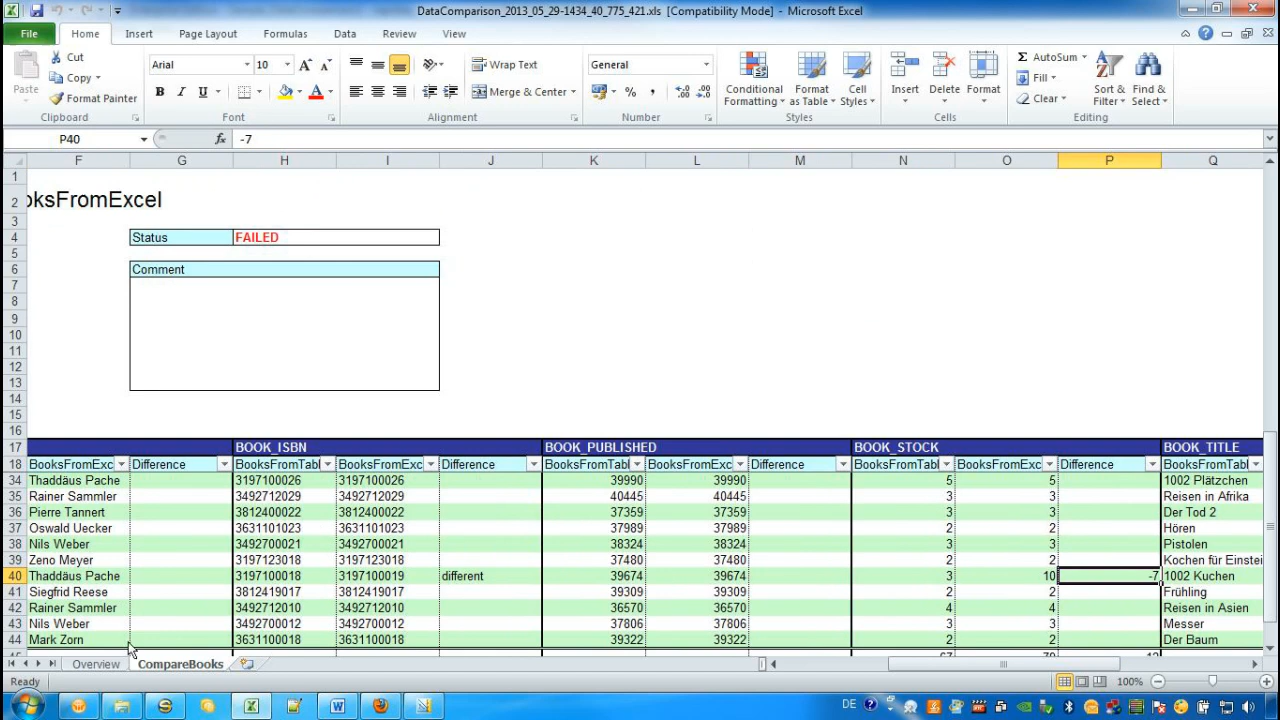 DataComparison_2013_05_29-1434_40_775_421.xls [Compatibility Mode] - Microsoft Excel
File Home Insert Page Layout Formulas Data Review View
Paste Cut Copy Format Painter Clipboard
Arial 10 B I U Font
Wrap Text Merge & Center Alignment
General % , Number
Conditional Formatting Format as Table Cell Styles Styles
Insert Delete Format Cells
Σ AutoSum Fill Clear Sort & Filter Find & Select Editing
P40 fx -7
F G H I J K L M N O P Q
1
2 oksFromExcel
3
4 Status FAILED
5
6 Comment
7
8
9
10
11
12
13
14
15
16
17 BOOK_ISBN BOOK_PUBLISHED BOOK_STOCK BOOK_TITLE
18 BooksFromExc Difference BooksFromTabl BooksFromExc Difference BooksFromTabl BooksFromExc Difference BooksFromTabl BooksFromExc Difference BooksFromTabl
34 Thaddäus Pache 3197100026 3197100026 39990 39990 5 5 1002 Plätzchen
35 Rainer Sammler 3492712029 3492712029 40445 40445 3 3 Reisen in Afrika
36 Pierre Tannert 3812400022 3812400022 37359 37359 3 3 Der Tod 2
37 Oswald Uecker 3631101023 3631101023 37989 37989 2 2 Hören
38 Nils Weber 3492700021 3492700021 38324 38324 3 3 Pistolen
39 Zeno Meyer 3197123018 3197123018 37480 37480 2 2 Kochen für Einstei
40 Thaddäus Pache 3197100018 3197100019 different 39674 39674 3 10 -7 1002 Kuchen
41 Siegfrid Reese 3812419017 3812419017 39309 39309 2 2 Frühling
42 Rainer Sammler 3492712010 3492712010 36570 36570 4 4 Reisen in Asien
43 Nils Weber 3492700012 3492700012 37806 37806 3 3 Messer
44 Mark Zorn 3631100018 3631100018 39322 39322 2 2 Der Baum
Overview CompareBooks
Ready 100%
DE